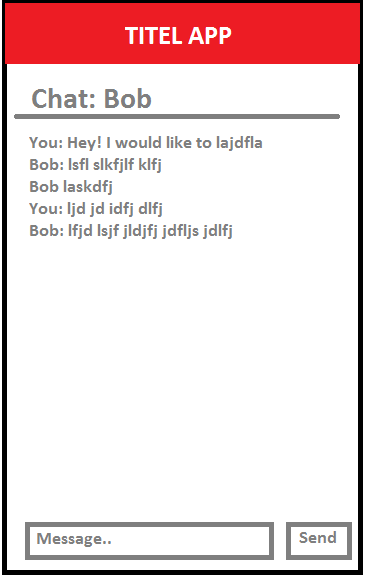 TITEL APP
Chat: Bob
You: Hey! I would like to lajdfla
Bob: lsfl slkfjlf klfj
Bob laskdfj
You: ljd jd idfj dlfj
Bob: lfjd lsjf jldjfj jdfljs jdlfj
Message..
Send